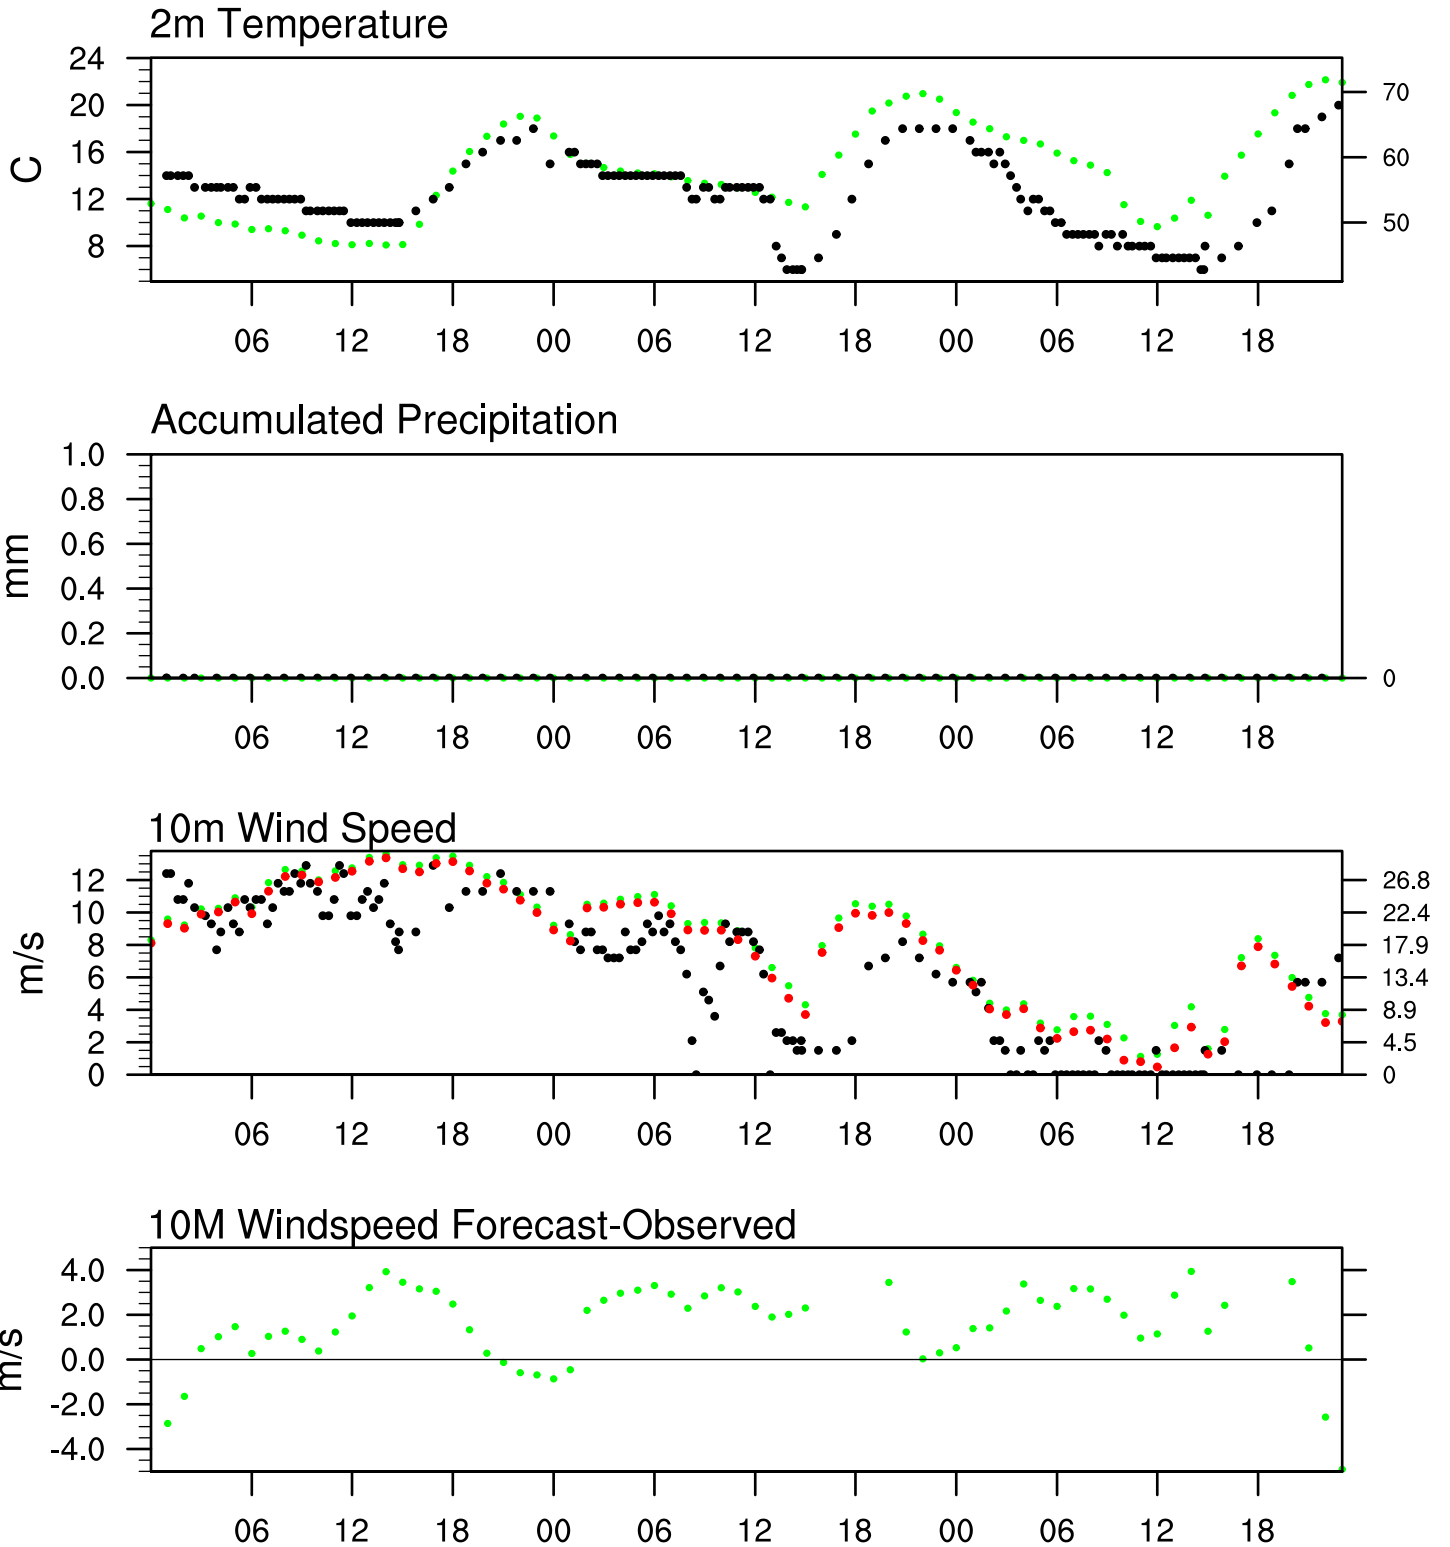 2m Temperature
24
20
16
12
8
C
70
60
50
06 12 18 00 06 12 18 00 06 12 18
Accumulated Precipitation
1.0
0.8
0.6
0.4
0.2
0.0
mm
0
06 12 18 00 06 12 18 00 06 12 18
10m Wind Speed
12
10
8
6
4
2
0
m/s
26.8
22.4
17.9
13.4
8.9
4.5
0
06 12 18 00 06 12 18 00 06 12 18
10M Windspeed Forecast-Observed
4.0
2.0
0.0
-2.0
-4.0
m/s
06 12 18 00 06 12 18 00 06 12 18